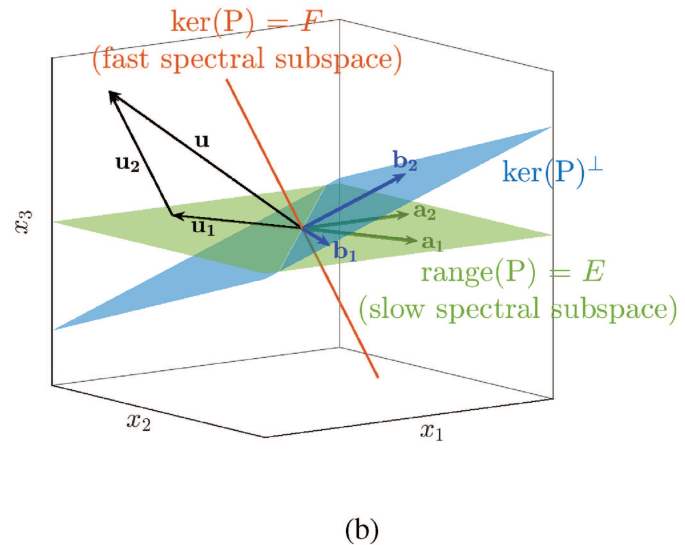 ker(P) = F
(fast spectral subspace)
u
u₂
b₂
ker(P)^⊥
x₃
u₁
a₂
a₁
b₁
range(P) = E
(slow spectral subspace)
x₂
x₁
(b)